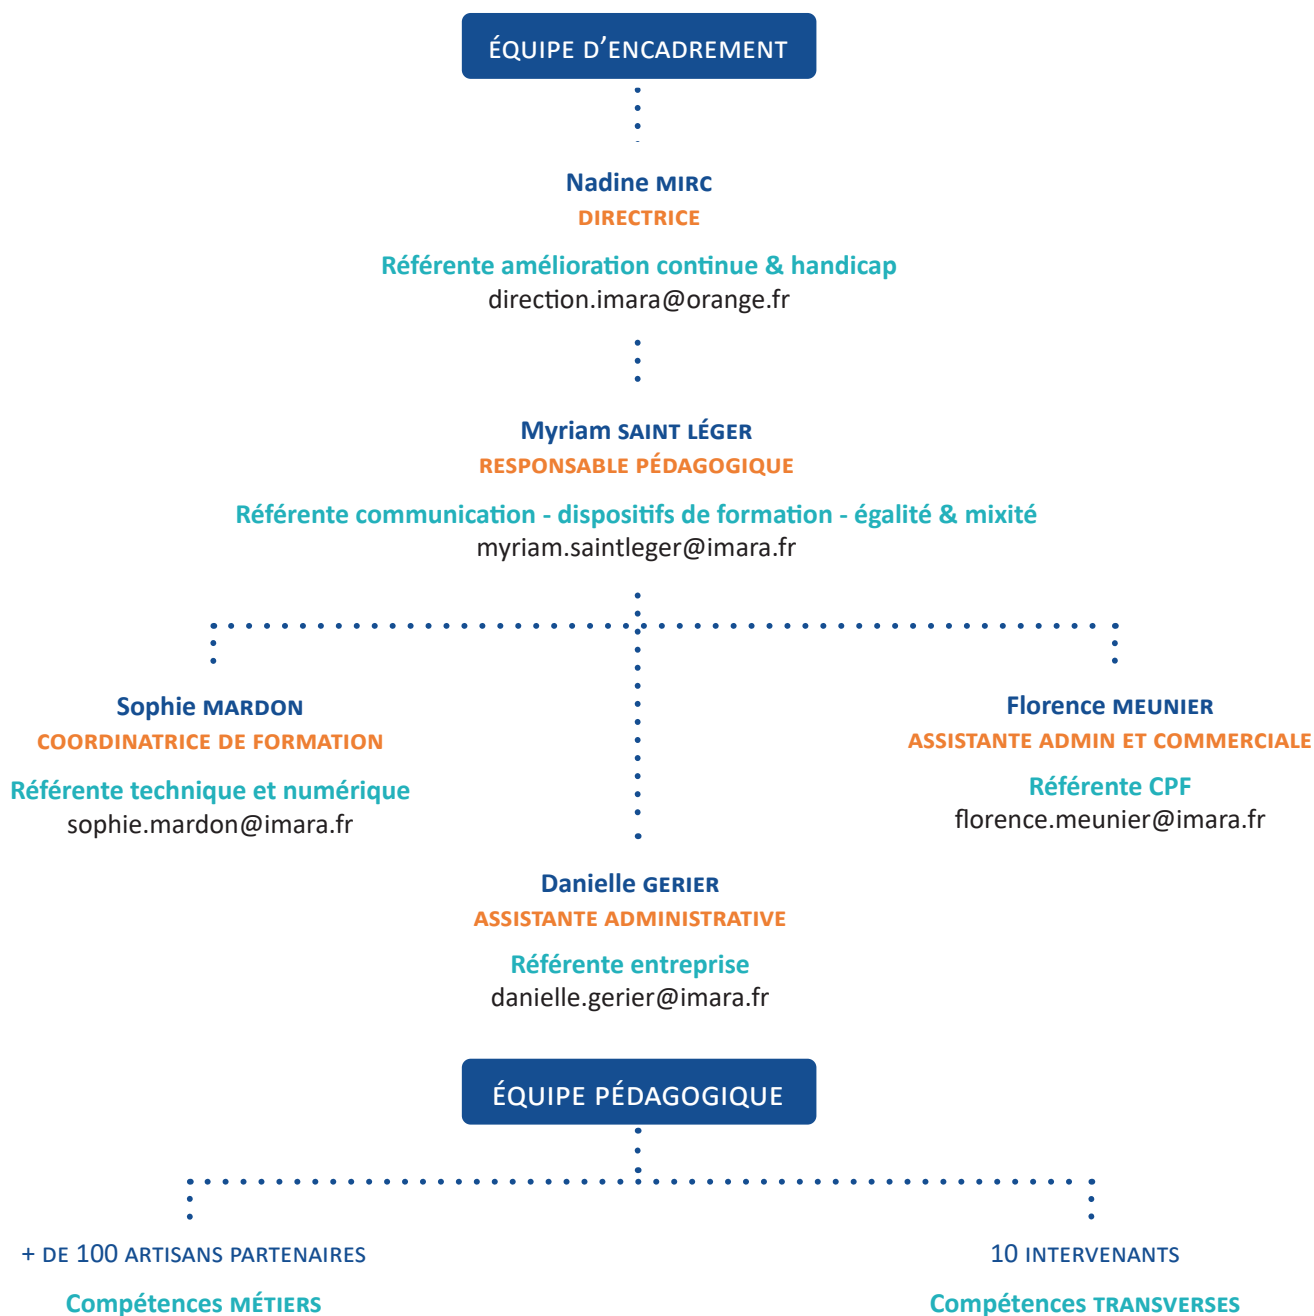 ÉQUIPE D’ENCADREMENT
Nadine MIRC
DIRECTRICE
Référente amélioration continue & handicap
direction.imara@orange.fr
Myriam SAINT LÉGER
RESPONSABLE PÉDAGOGIQUE
Référente communication - dispositifs de formation - égalité & mixité
myriam.saintleger@imara.fr
Sophie MARDON
COORDINATRICE DE FORMATION
Référente technique et numérique
sophie.mardon@imara.fr
Florence MEUNIER
ASSISTANTE ADMIN ET COMMERCIALE
Référente CPF
florence.meunier@imara.fr
Danielle GERIER
ASSISTANTE ADMINISTRATIVE
Référente entreprise
danielle.gerier@imara.fr
ÉQUIPE PÉDAGOGIQUE
+ DE 100 ARTISANS PARTENAIRES
Compétences MÉTIERS
10 INTERVENANTS
Compétences TRANSVERSES